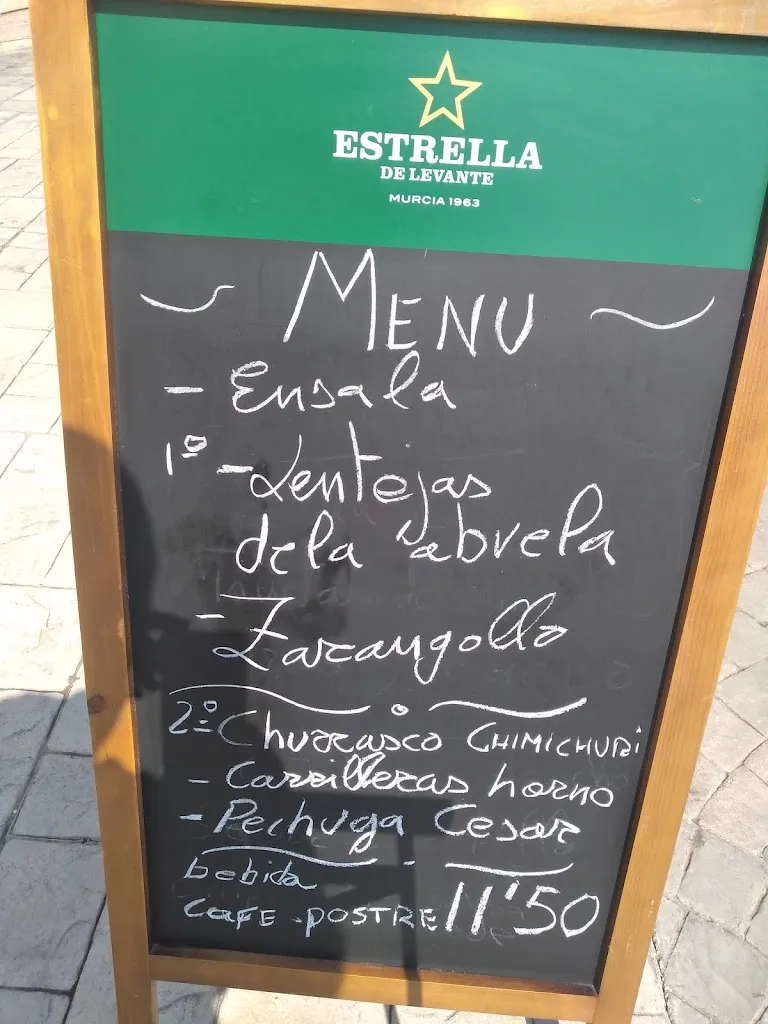 ESTRELLA
DE LEVANTE
MURCIA 1963
MENU
- Ensala
1º - Lentejas
dela abuela
- Zarangollo
2º Churrasco CHIMICHURI
- Carrilleras horno
- Pechuga Cesar
bebida
CAFE . POSTRE 11'50